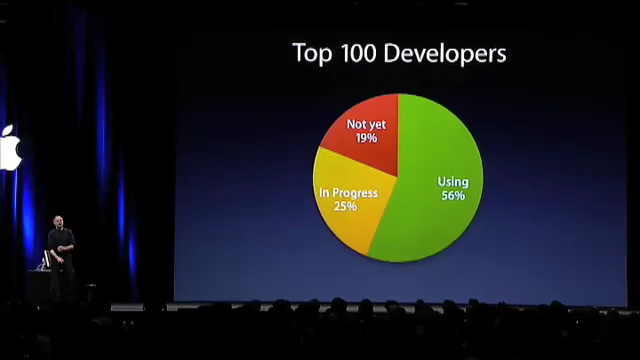 Top 100 Developers
Not yet
19%
In Progress
25%
Using
56%